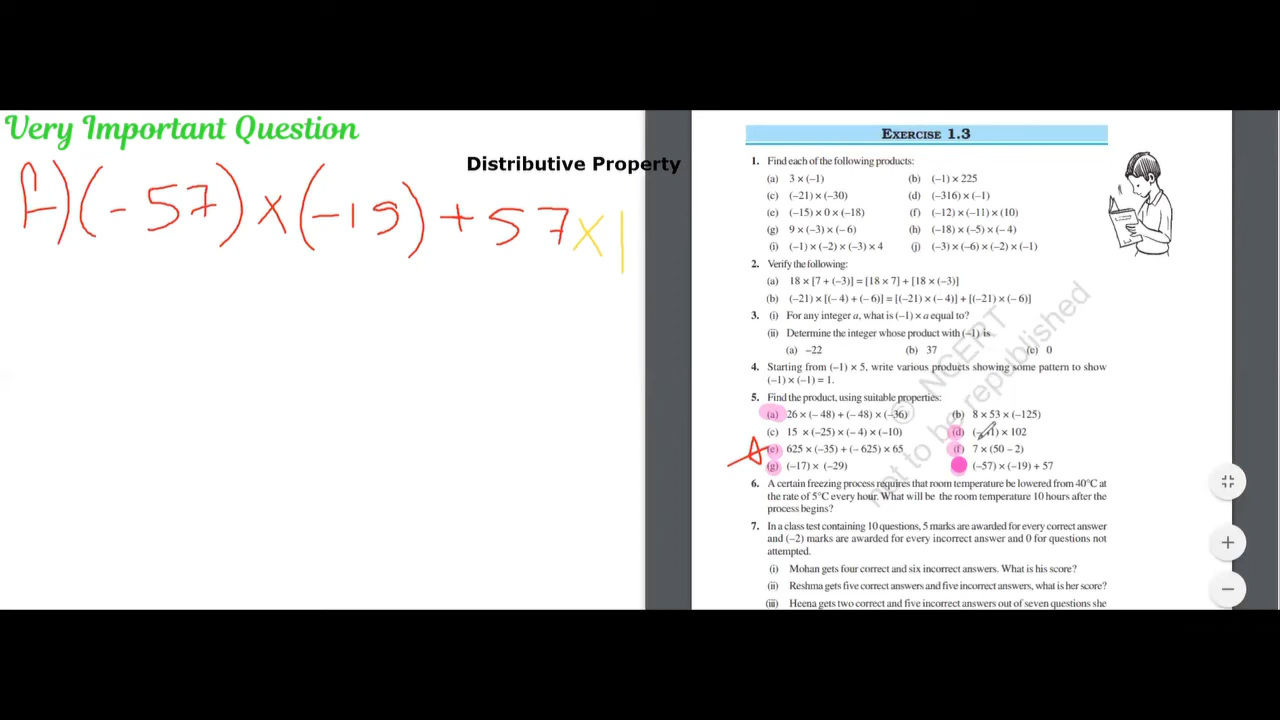 Very Important Question
Distributive Property
f) (-57) × (-19) + 57 × 1
EXERCISE 1.3
1. Find each of the following products:
(a) 3 × (–1) (b) (–1) × 225
(c) (–21) × (–30) (d) (–316) × (–1)
(e) (–15) × 0 × (–18) (f) (–12) × (–11) × (10)
(g) 9 × (–3) × (– 6) (h) (–18) × (–5) × (– 4)
(i) (–1) × (–2) × (–3) × 4 (j) (–3) × (–6) × (–2) × (–1)
2. Verify the following:
(a) 18 × [7 + (–3)] = [18 × 7] + [18 × (–3)]
(b) (–21) × [(– 4) + (– 6)] = [(–21) × (– 4)] + [(–21) × (– 6)]
3. (i) For any integer a, what is (–1) × a equal to?
(ii) Determine the integer whose product with (–1) is
(a) –22 (b) 37 (c) 0
4. Starting from (–1) × 5, write various products showing some pattern to show
(–1) × (–1) = 1.
5. Find the product, using suitable properties:
(a) 26 × (– 48) + (– 48) × (–36) (b) 8 × 53 × (–125)
(c) 15 × (–25) × (– 4) × (–10) (d) (– 1) × 102
(e) 625 × (–35) + (– 625) × 65 (f) 7 × (50 – 2)
(g) (–17) × (–29) (–57) × (–19) + 57
6. A certain freezing process requires that room temperature be lowered from 40°C at
the rate of 5°C every hour. What will be the room temperature 10 hours after the
process begins?
7. In a class test containing 10 questions, 5 marks are awarded for every correct answer
and (–2) marks are awarded for every incorrect answer and 0 for questions not
attempted.
(i) Mohan gets four correct and six incorrect answers. What is his score?
(ii) Reshma gets five correct answers and five incorrect answers, what is her score?
(iii) Heena gets two correct and five incorrect answers out of seven questions she
© NCERT
not to be republished